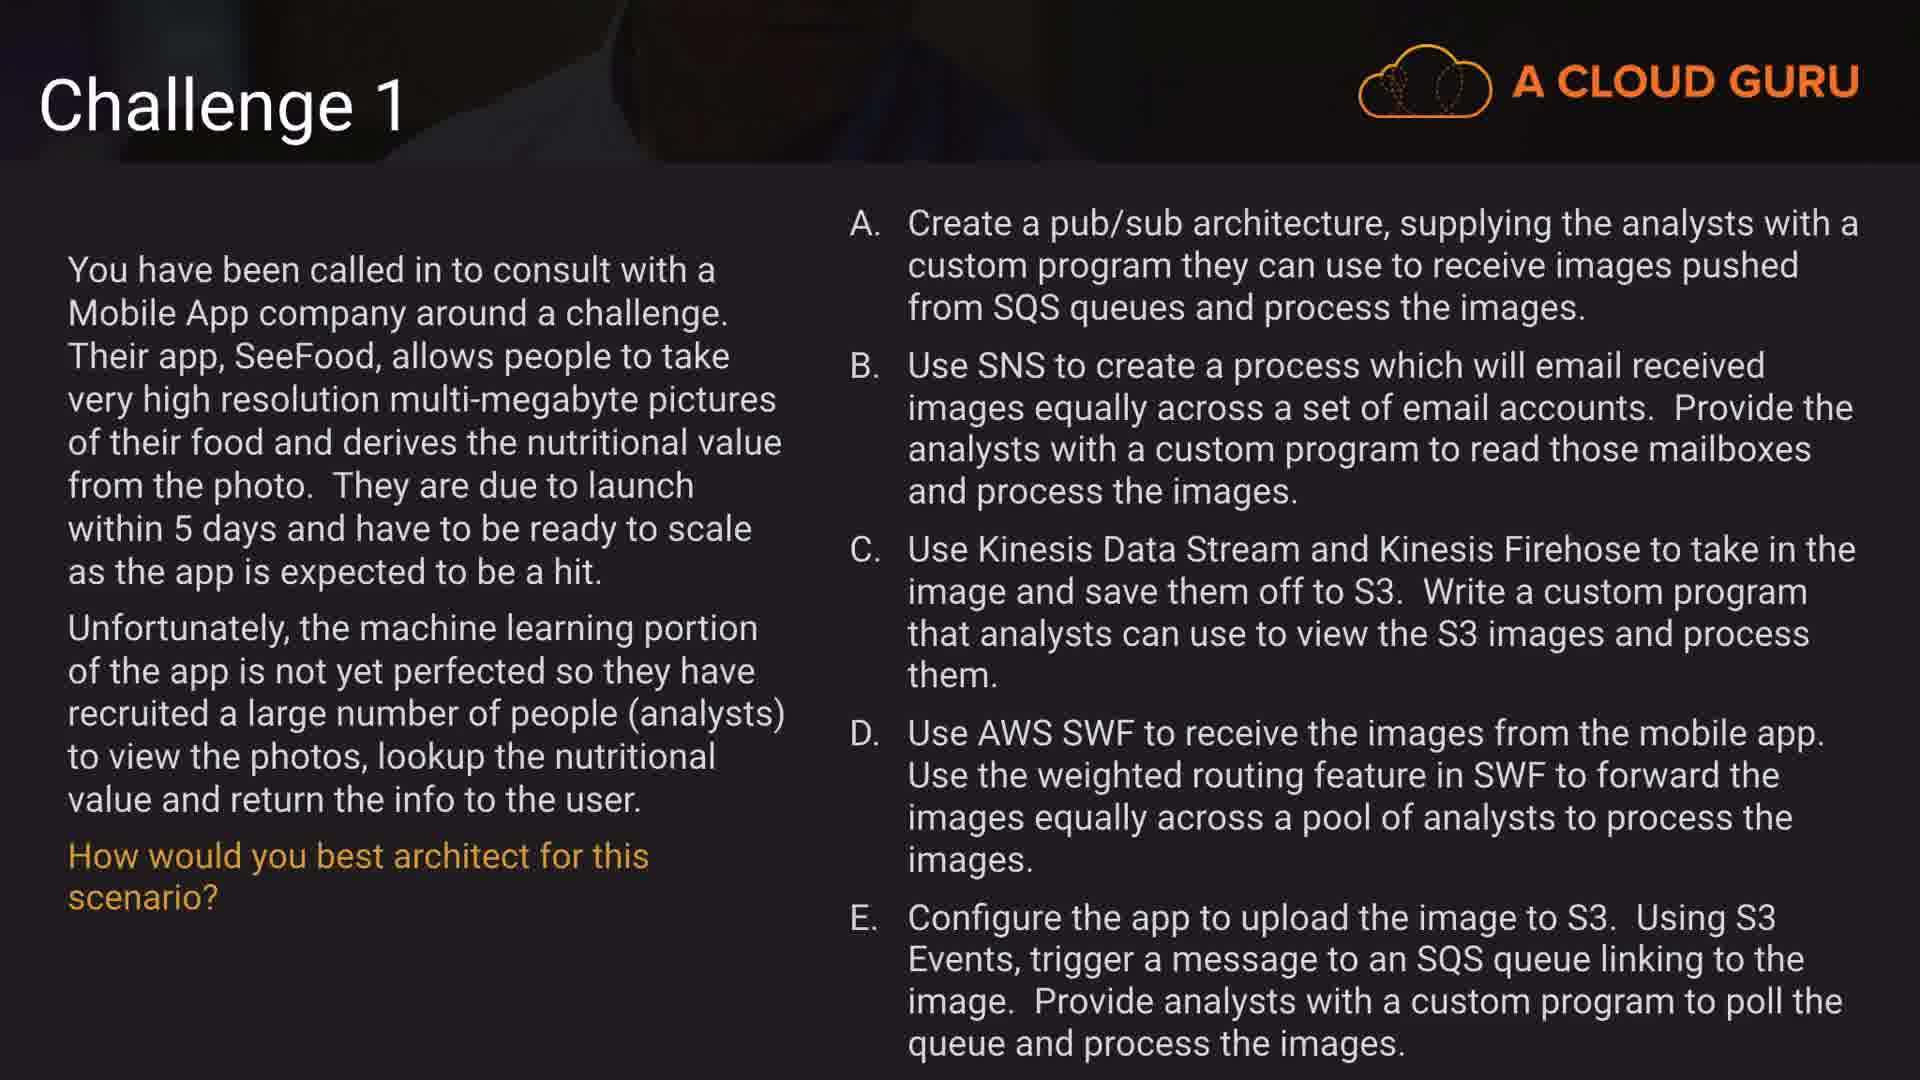 Challenge 1
A CLOUD GURU
You have been called in to consult with a
Mobile App company around a challenge.
Their app, SeeFood, allows people to take
very high resolution multi-megabyte pictures
of their food and derives the nutritional value
from the photo.  They are due to launch
within 5 days and have to be ready to scale
as the app is expected to be a hit.
Unfortunately, the machine learning portion
of the app is not yet perfected so they have
recruited a large number of people (analysts)
to view the photos, lookup the nutritional
value and return the info to the user.
How would you best architect for this
scenario?
A. Create a pub/sub architecture, supplying the analysts with a
custom program they can use to receive images pushed
from SQS queues and process the images.
B. Use SNS to create a process which will email received
images equally across a set of email accounts.  Provide the
analysts with a custom program to read those mailboxes
and process the images.
C. Use Kinesis Data Stream and Kinesis Firehose to take in the
image and save them off to S3.  Write a custom program
that analysts can use to view the S3 images and process
them.
D. Use AWS SWF to receive the images from the mobile app.
Use the weighted routing feature in SWF to forward the
images equally across a pool of analysts to process the
images.
E. Configure the app to upload the image to S3.  Using S3
Events, trigger a message to an SQS queue linking to the
image.  Provide analysts with a custom program to poll the
queue and process the images.